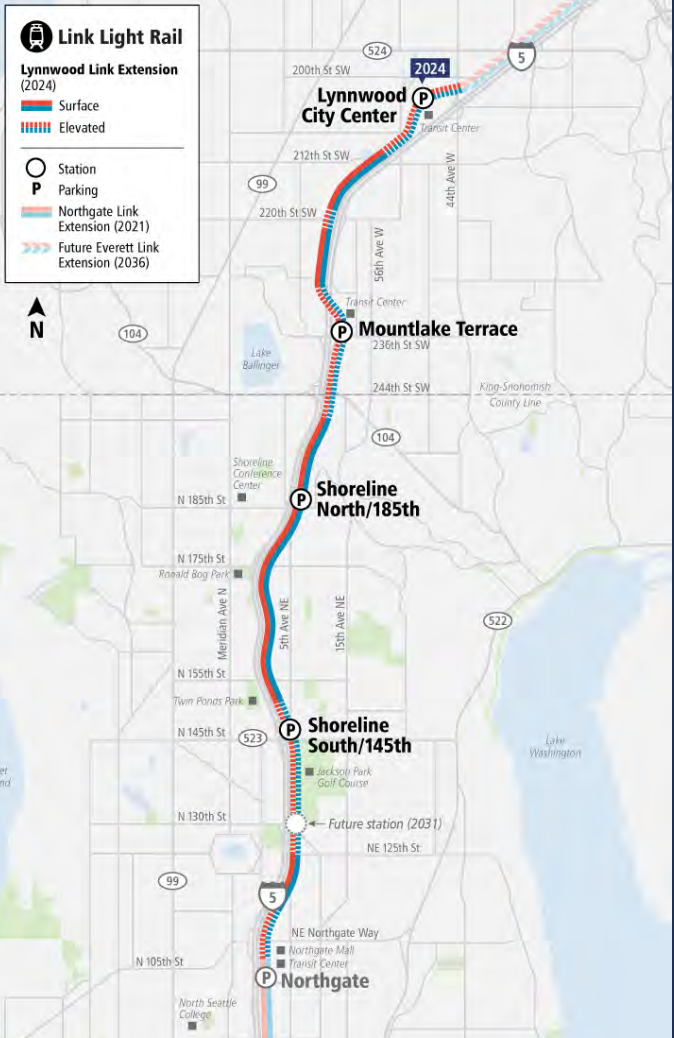 Link Light Rail
Lynnwood Link Extension
(2024)
Surface
Elevated
Station
P
Parking
Northgate Link
Extension (2021)
Future Everett Link
Extension (2036)
N
524
5
200th St SW
2024
Lynnwood
City Center
P
Transit Center
212th St SW
99
44th Ave W
220th St SW
56th Ave W
Transit Center
104
P
Mountlake Terrace
236th St SW
Lake
Ballinger
244th St SW
King-Snohomish
County Line
104
Shoreline
Conference
Center
N 185th St
P
Shoreline
North/185th
N 175th St
Ronald Bog Park
Meridian Ave N
5th Ave NE
15th Ave NE
522
N 155th St
Twin Ponds Park
N 145th St
523
P
Shoreline
South/145th
Lake
Washington
Jackson Park
Golf Course
N 130th St
Future station (2031)
NE 125th St
99
5
NE Northgate Way
Northgate Mall
Transit Center
N 105th St
P
Northgate
North Seattle
College